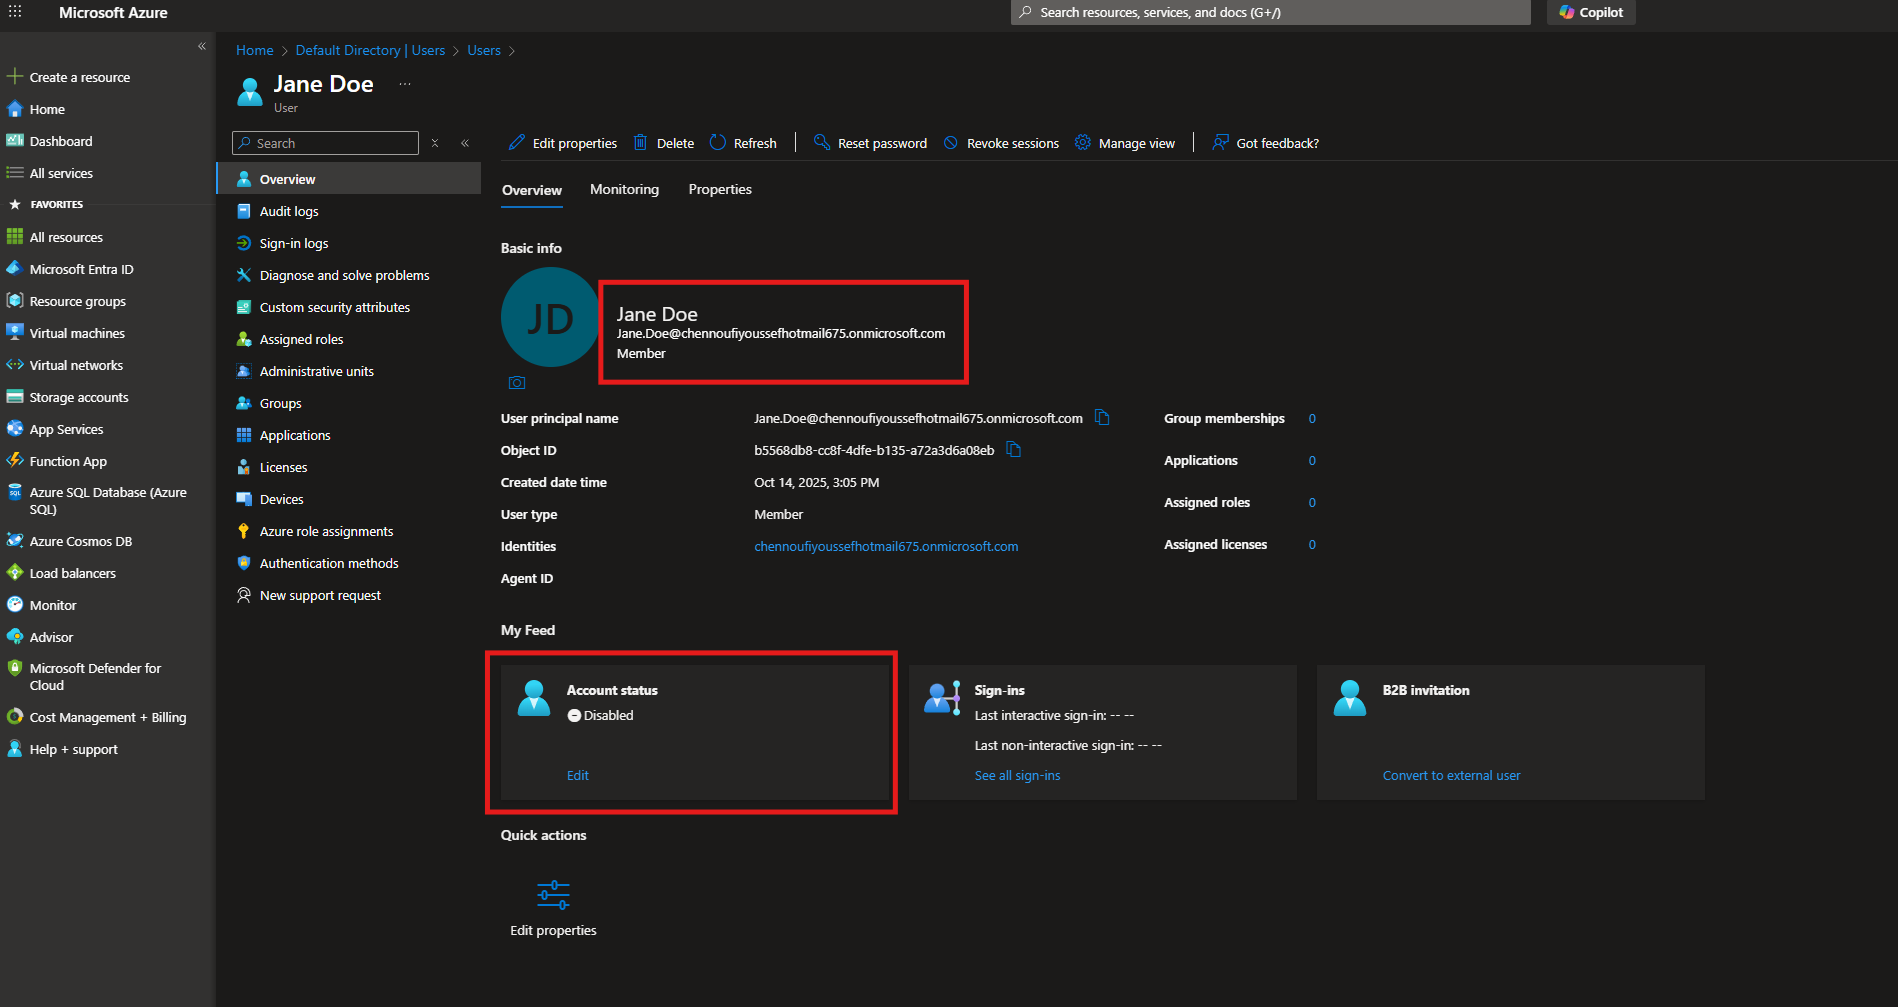 Microsoft Azure
Search resources, services, and docs (G+/)
Copilot
Create a resource
Home
Dashboard
All services
FAVORITES
All resources
Microsoft Entra ID
Resource groups
Virtual machines
Virtual networks
Storage accounts
App Services
Function App
Azure SQL Database (Azure
SQL)
Azure Cosmos DB
Load balancers
Monitor
Advisor
Microsoft Defender for
Cloud
Cost Management + Billing
Help + support
Home > Default Directory | Users > Users >
Jane Doe ...
User
Search
Overview
Audit logs
Sign-in logs
Diagnose and solve problems
Custom security attributes
Assigned roles
Administrative units
Groups
Applications
Licenses
Devices
Azure role assignments
Authentication methods
New support request
Edit properties Delete Refresh | Reset password Revoke sessions Manage view | Got feedback?
Overview Monitoring Properties
Basic info
JD
Jane Doe
Jane.Doe@chennoufiyoussefhotmail675.onmicrosoft.com
Member
User principal name Jane.Doe@chennoufiyoussefhotmail675.onmicrosoft.com
Object ID b5568db8-cc8f-4dfe-b135-a72a3d6a08eb
Created date time Oct 14, 2025, 3:05 PM
User type Member
Identities chennoufiyoussefhotmail675.onmicrosoft.com
Agent ID
Group memberships 0
Applications 0
Assigned roles 0
Assigned licenses 0
My Feed
Account status
Disabled
Edit
Sign-ins
Last interactive sign-in: -- --
Last non-interactive sign-in: -- --
See all sign-ins
B2B invitation
Convert to external user
Quick actions
Edit properties